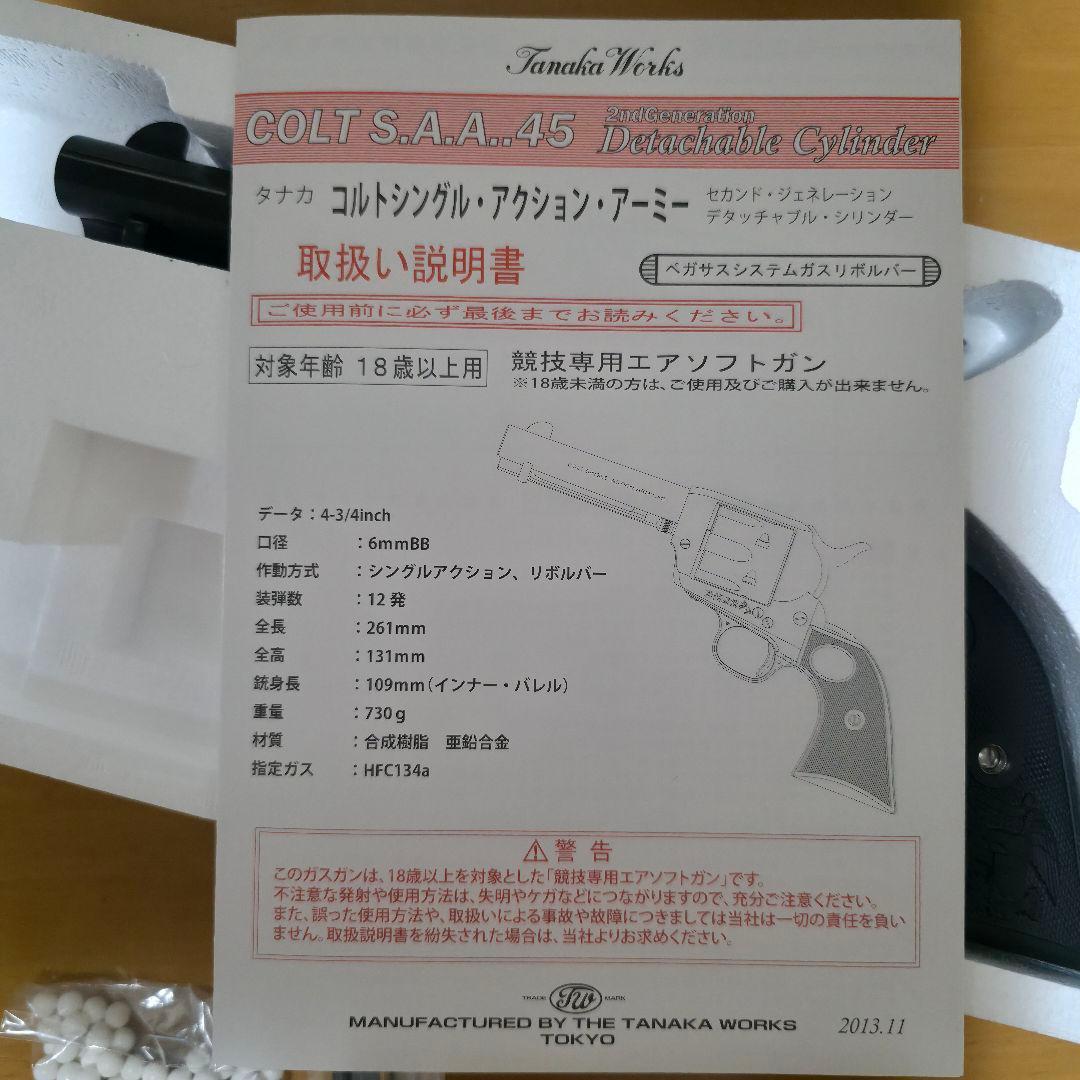 Tanaka Works
COLT S.A.A..45 2ndGeneration Detachable Cylinder
タナカ コルトシングル・アクション・アーミー セカンド・ジェネレーション
デタッチャブル・シリンダー
取扱い説明書
ペガサスシステムガスリボルバー
ご使用前に必ず最後までお読みください。
対象年齢 18歳以上用
競技専用エアソフトガン
※18歳未満の方は、ご使用及びご購入が出来ません。
データ:4-3/4inch
口径 :6mmBB
作動方式 :シングルアクション、リボルバー
装弾数 :12発
全長 :261mm
全高 :131mm
銃身長 :109mm(インナー・バレル)
重量 :730g
材質 :合成樹脂 亜鉛合金
指定ガス :HFC134a
警告
このガスガンは、18歳以上を対象とした「競技専用エアソフトガン」です。
不注意な発射や使用方法は、失明やケガなどにつながりますので、充分ご注意ください。
また、誤った使用方法や、取扱いによる事故や故障につきましては当社は一切の責任を負い
ません。取扱説明書を紛失された場合は、当社よりお求めください。
TRADE TW MARK
MANUFACTURED BY THE TANAKA WORKS
TOKYO
2013.11